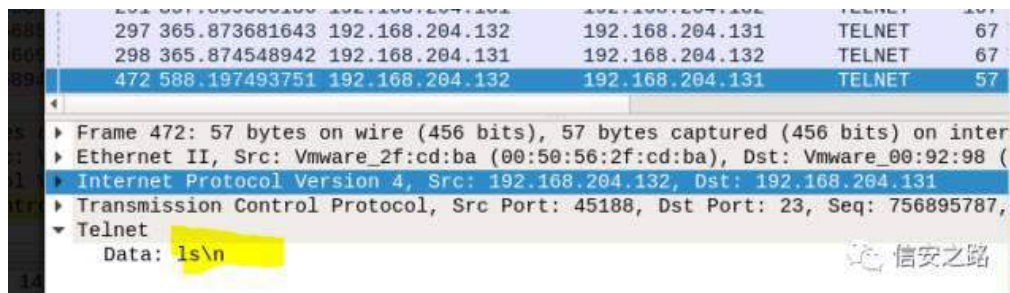 297 365.873681643 192.168.204.132 192.168.204.131 TELNET 67
298 365.874548942 192.168.204.131 192.168.204.132 TELNET 67
472 588.197493751 192.168.204.132 192.168.204.131 TELNET 57
Frame 472: 57 bytes on wire (456 bits), 57 bytes captured (456 bits) on inter
Ethernet II, Src: Vmware_2f:cd:ba (00:50:56:2f:cd:ba), Dst: Vmware_00:92:98 (
Internet Protocol Version 4, Src: 192.168.204.132, Dst: 192.168.204.131
Transmission Control Protocol, Src Port: 45188, Dst Port: 23, Seq: 756895787,
Telnet
Data: ls\n
信安之路
14